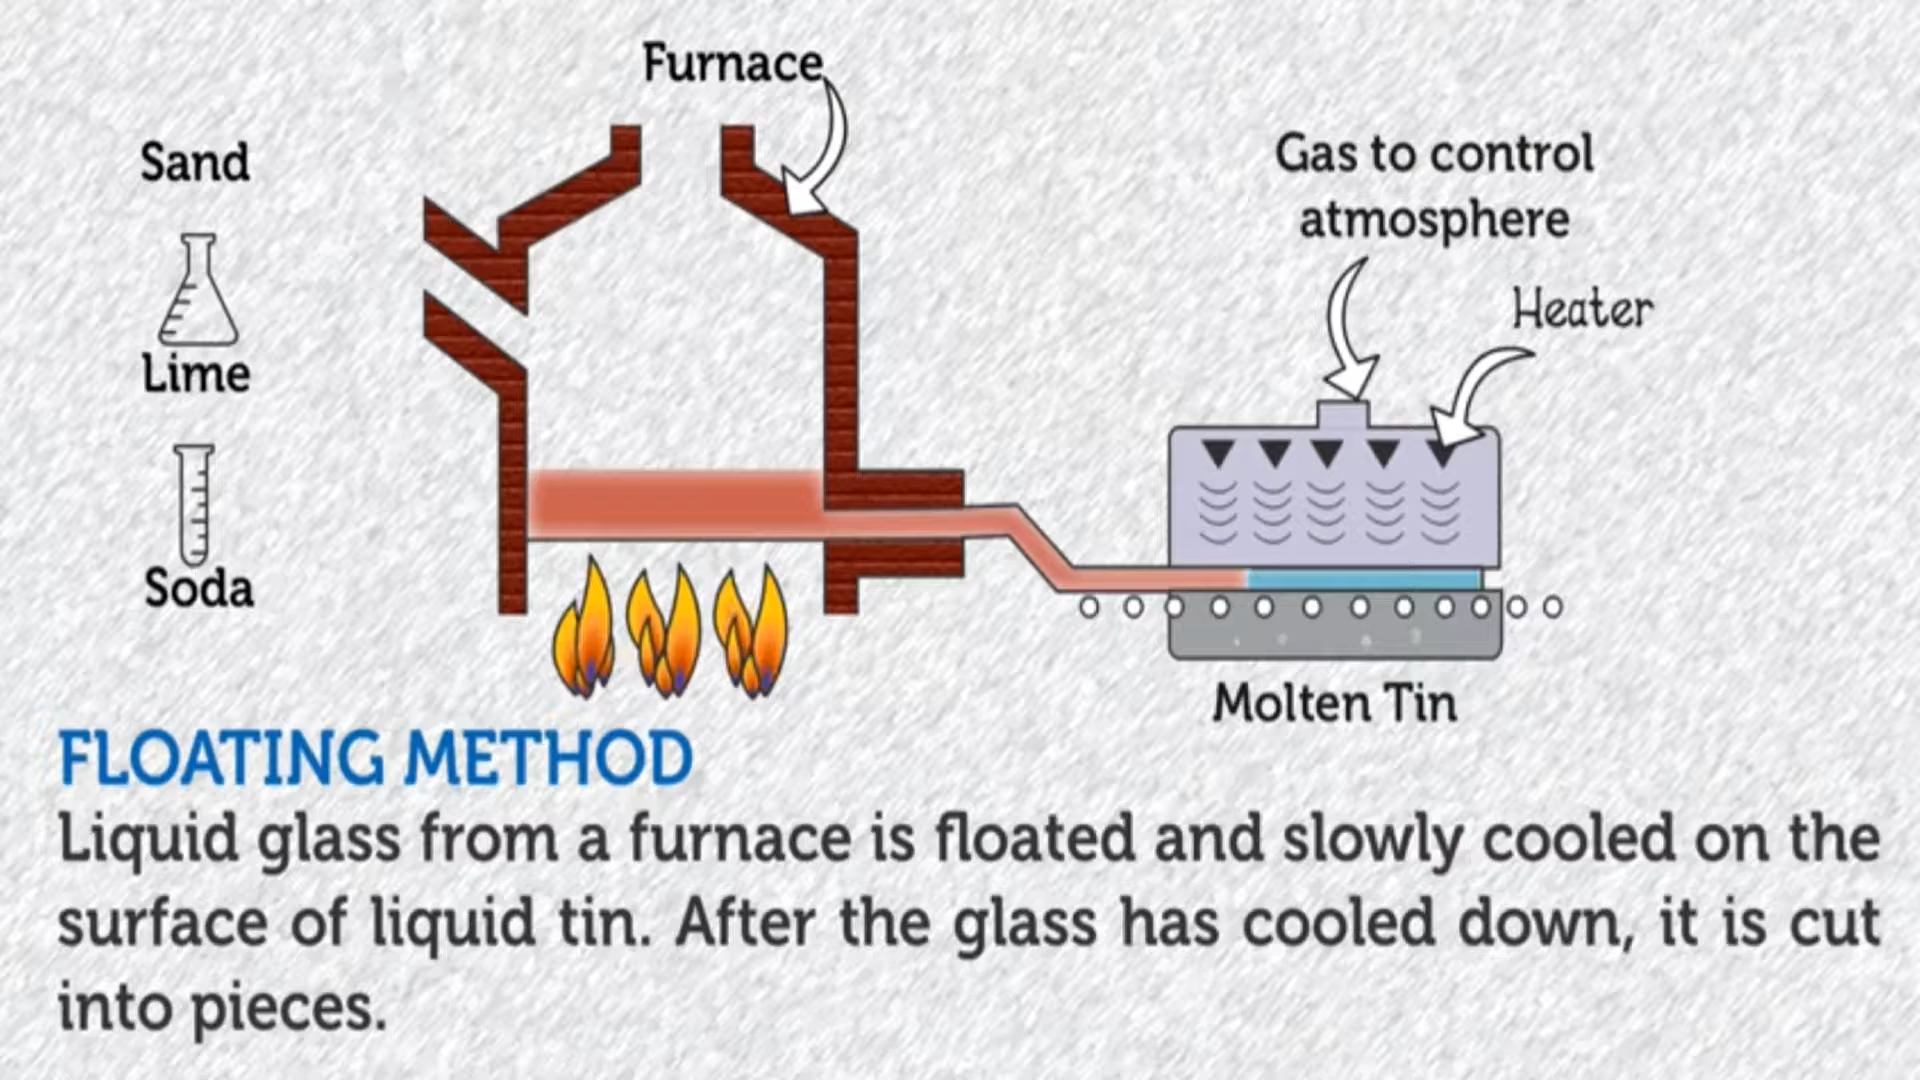 Furnace
Sand
Gas to control
atmosphere
Heater
Lime
Soda
Molten Tin
FLOATING METHOD
Liquid glass from a furnace is floated and slowly cooled on the
surface of liquid tin. After the glass has cooled down, it is cut
into pieces.